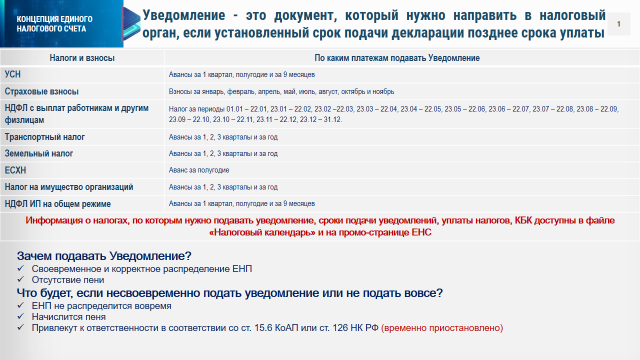 КОНЦЕПЦИЯ ЕДИНОГО
НАЛОГОВОГО СЧЕТА
Уведомление - это документ, который нужно направить в налоговый
орган, если установленный срок подачи декларации позднее срока уплаты
1
Налоги и взносы
По каким платежам подавать Уведомление
УСН
Авансы за 1 квартал, полугодие и за 9 месяцев
Страховые взносы
Взносы за январь, февраль, апрель, май, июль, август, октябрь и ноябрь
НДФЛ с выплат работникам и другим
физлицам
Налог за периоды 01.01 – 22.01, 23.01 – 22.02, 23.02 –22.03, 23.03 – 22.04, 23.04 – 22.05, 23.05 – 22.06, 23.06 – 22.07, 23.07 – 22.08, 23.08 – 22.09,
23.09 – 22.10, 23.10 – 22.11, 23.11 – 22.12, 23.12 – 31.12.
Транспортный налог
Авансы за 1, 2, 3 кварталы и за год
Земельный налог
Авансы за 1, 2, 3 кварталы и за год
ЕСХН
Аванс за полугодие
Налог на имущество организаций
Авансы за 1, 2, 3 кварталы и за год
НДФЛ ИП на общем режиме
Авансы за 1 квартал, полугодие и за 9 месяцев
Информация о налогах, по которым нужно подавать уведомление, сроки подачи уведомлений, уплаты налогов, КБК доступны в файле
«Налоговый календарь» и на промо-странице ЕНС
Зачем подавать Уведомление?
✓ Своевременное и корректное распределение ЕНП
✓ Отсутствие пени
Что будет, если несвоевременно подать уведомление или не подать вовсе?
✓ ЕНП не распределится вовремя
✓ Начислится пеня
✓ Привлекут к ответственности в соответствии со ст. 15.6 КоАП или ст. 126 НК РФ (временно приостановлено)